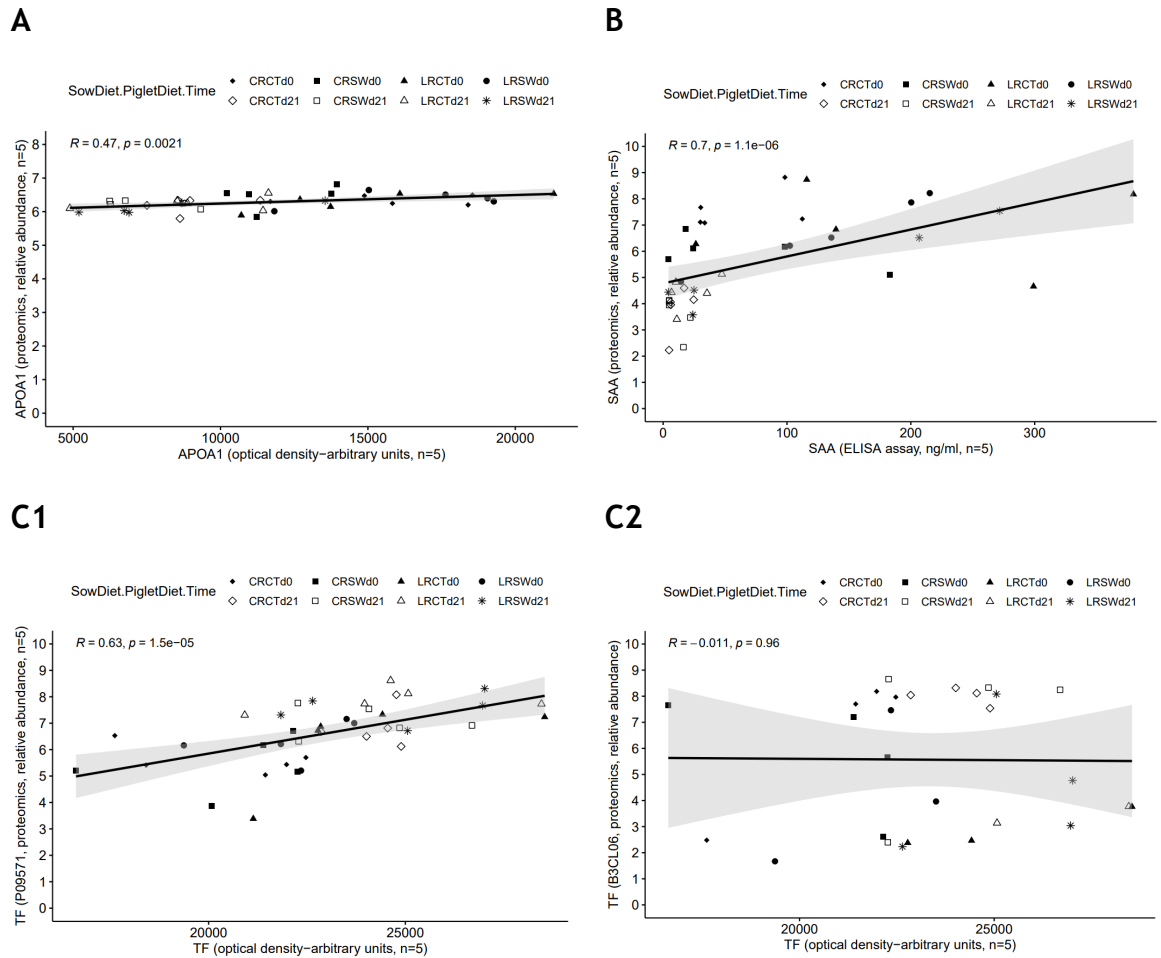 A
SowDiet.PigletDiet.Time
CRCTd0 CRSWd0 LRCTd0 LRSWd0
CRCTd21 CRSWd21 LRCTd21 LRSWd21
R = 0.47, p = 0.0021
APOA1 (proteomics, relative abundance, n=5)
8
7
6
5
4
3
2
1
0
5000 10000 15000 20000
APOA1 (optical density−arbitrary units, n=5)
B
SowDiet.PigletDiet.Time
CRCTd0 CRSWd0 LRCTd0 LRSWd0
CRCTd21 CRSWd21 LRCTd21 LRSWd21
R = 0.7, p = 1.1e−06
SAA (proteomics, relative abundance, n=5)
10
9
8
7
6
5
4
3
2
1
0
0 100 200 300
SAA (ELISA assay, ng/ml, n=5)
C1
SowDiet.PigletDiet.Time
CRCTd0 CRSWd0 LRCTd0 LRSWd0
CRCTd21 CRSWd21 LRCTd21 LRSWd21
R = 0.63, p = 1.5e−05
TF (P09571, proteomics, relative abundance, n=5)
10
9
8
7
6
5
4
3
2
1
0
20000 25000
TF (optical density−arbitrary units, n=5)
C2
SowDiet.PigletDiet.Time
CRCTd0 CRSWd0 LRCTd0 LRSWd0
CRCTd21 CRSWd21 LRCTd21 LRSWd21
R = −0.011, p = 0.96
TF (B3CL06, proteomics, relative abundance)
10
9
8
7
6
5
4
3
2
1
0
20000 25000
TF (optical density−arbitrary units, n=5)